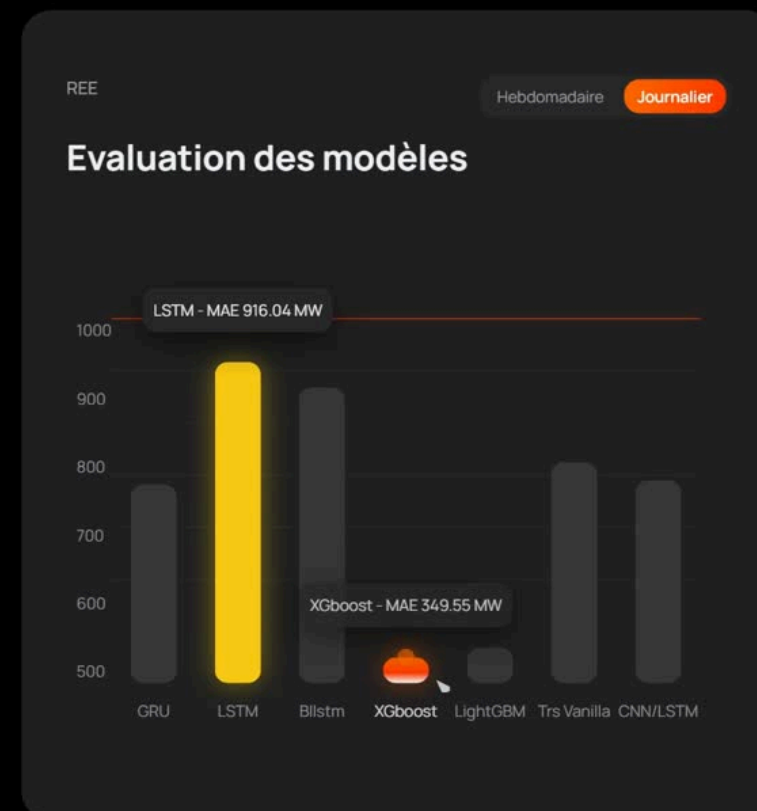 REE
Hebdomadaire
Journalier
Evaluation des modèles
LSTM - MAE 916.04 MW
1000
900
800
700
600
XGboost - MAE 349.55 MW
500
GRU
LSTM
BIlstm
XGboost
LightGBM
Trs Vanilla
CNN/LSTM